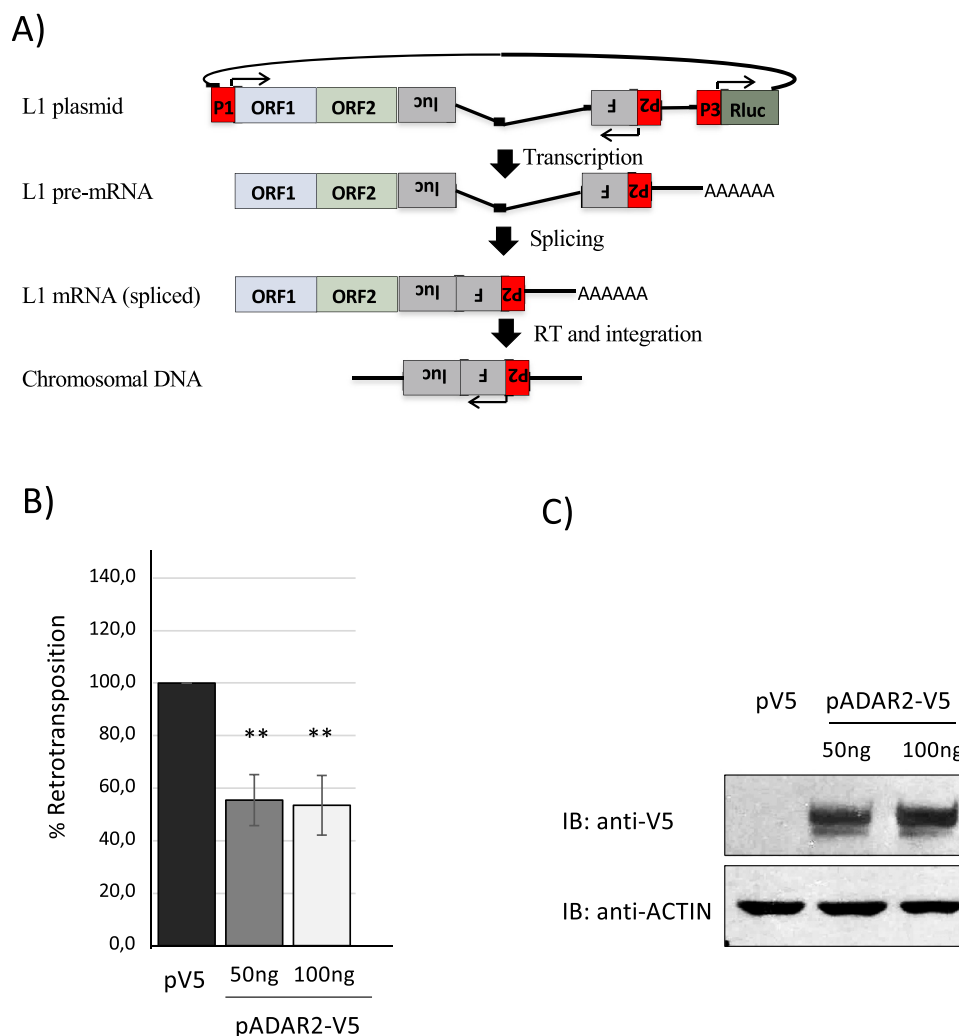 A)
L1 plasmid P1 ORF1 ORF2 luc F P2 P3 Rluc
Transcription
L1 pre-mRNA ORF1 ORF2 luc F P2 AAAAAA
Splicing
L1 mRNA (spliced) ORF1 ORF2 luc F P2 AAAAAA
RT and integration
Chromosomal DNA luc F P2
B)
% Retrotransposition
140,0
120,0
100,0
80,0
60,0
40,0
20,0
0,0
** **
pV5 50ng 100ng
pADAR2-V5
C)
pV5 pADAR2-V5
50ng 100ng
IB: anti-V5
IB: anti-ACTIN